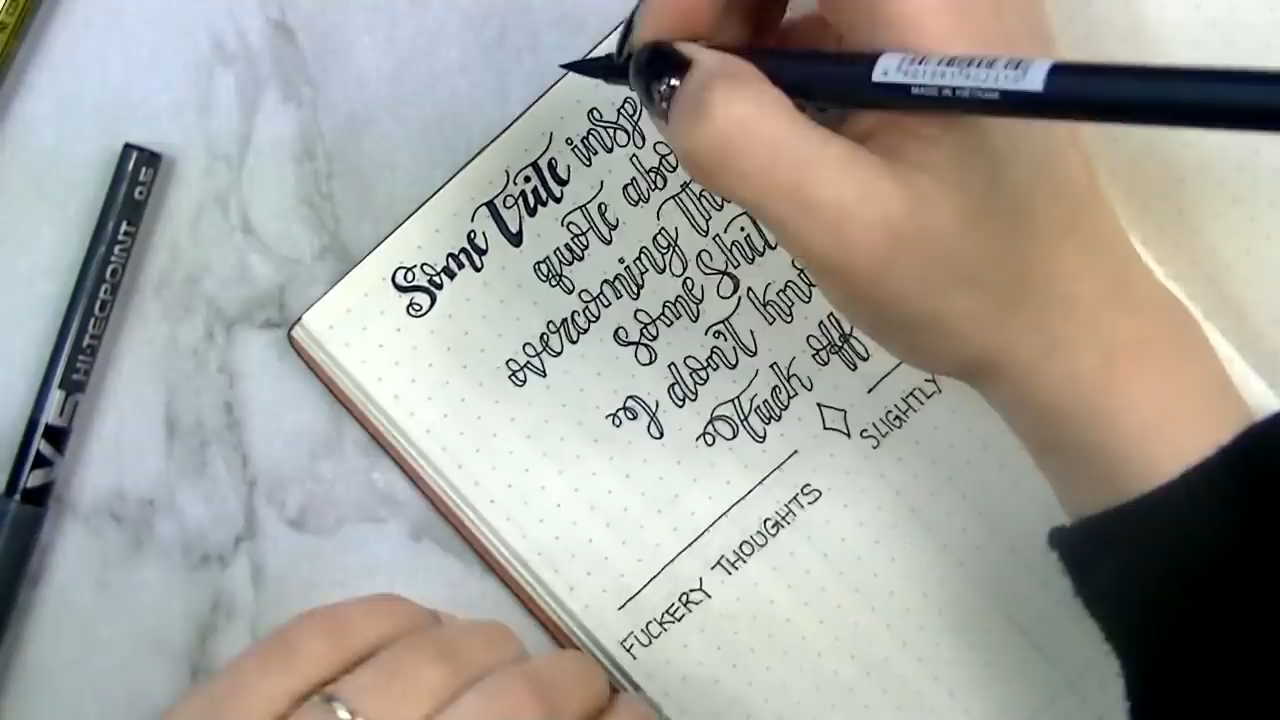 Some trite insp
quote abo
overcoming th
some shit
I don't kn
Fuck off
SLIGHTLY
FUCKERY THOUGHTS
V5 HI-TECPOINT 0.5
MADE IN VIETNAM